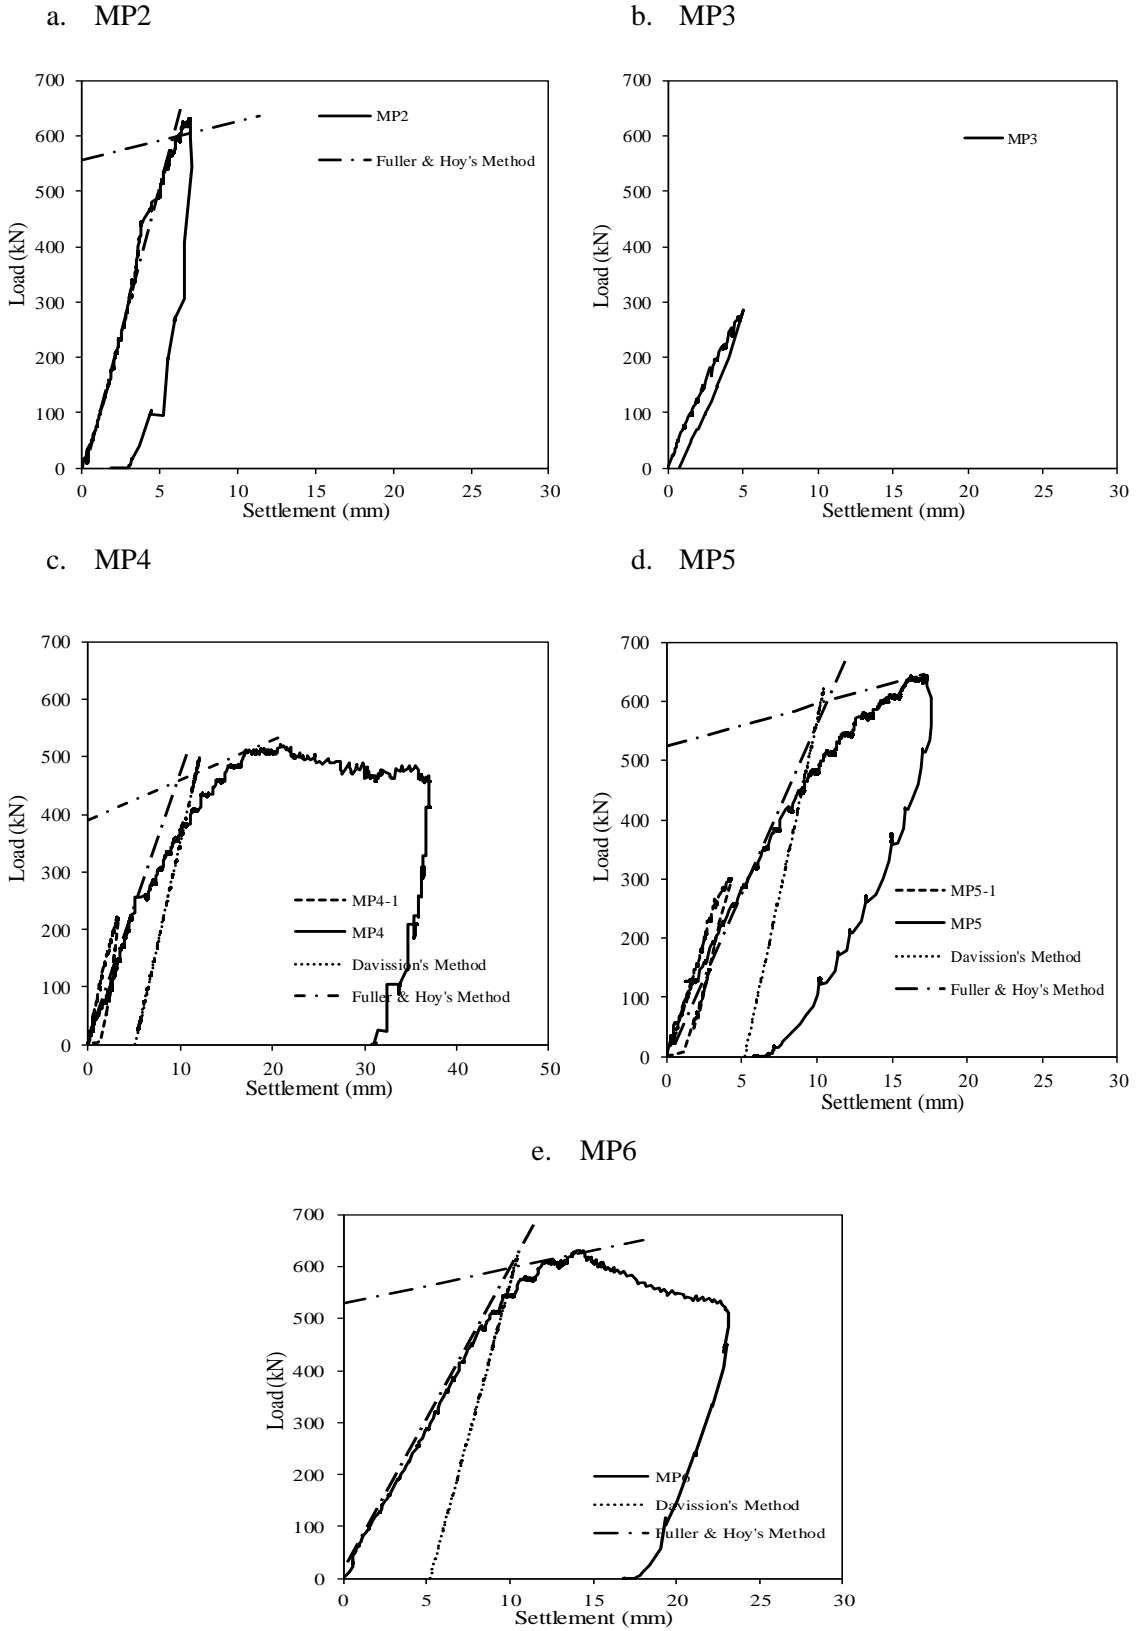 a. MP2
b. MP3
700
600
500
400
300
200
100
0
0 5 10 15 20 25 30
Load (kN)
Settlement (mm)
MP2
Fuller & Hoy's Method
700
600
500
400
300
200
100
0
0 5 10 15 20 25 30
Load (kN)
Settlement (mm)
MP3
c. MP4
d. MP5
700
600
500
400
300
200
100
0
0 10 20 30 40 50
Load (kN)
Settlement (mm)
MP4-1
MP4
Davission's Method
Fuller & Hoy's Method
700
600
500
400
300
200
100
0
0 5 10 15 20 25 30
Load (kN)
Settlement (mm)
MP5-1
MP5
Davission's Method
Fuller & Hoy's Method
e. MP6
700
600
500
400
300
200
100
0
0 5 10 15 20 25 30
Load (kN)
Settlement (mm)
MP6
Davission's Method
Fuller & Hoy's Method